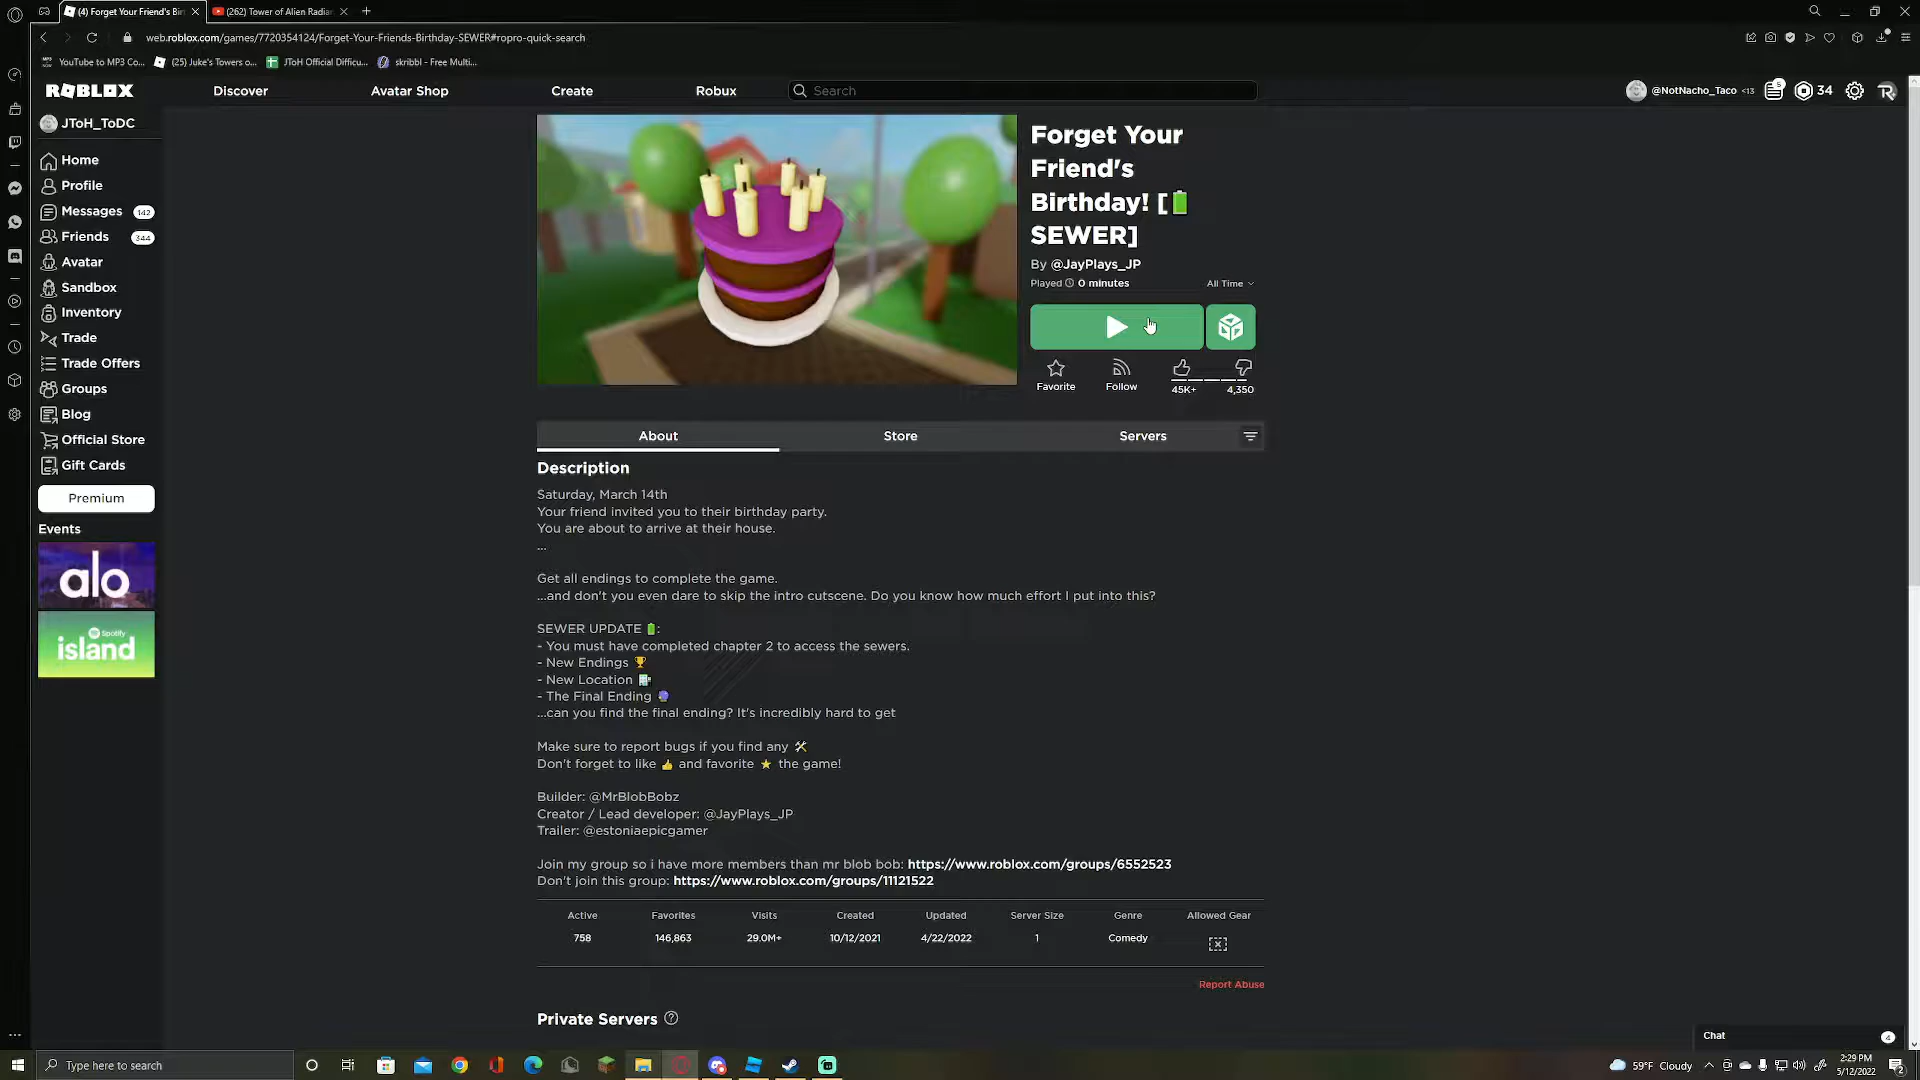 (4) Forget Your Friend's Bir
(262) Tower of Alien Radia
web.roblox.com/games/7720354124/Forget-Your-Friends-Birthday-SEWER#ropro-quick-search
YouTube to MP3 Co...
(25) Juke's Towers o...
JToH Official Difficu...
skribbl - Free Multi...
ROBLOX
Discover
Avatar Shop
Create
Robux
Search
@NotNacho_Taco <13
34
JToH_ToDC
Home
Profile
Messages 142
Friends 344
Avatar
Sandbox
Inventory
Trade
Trade Offers
Groups
Blog
Official Store
Gift Cards
Premium
Events
alo
Spotify
island
Forget Your
Friend's
Birthday! [🔋
SEWER]
By @JayPlays_JP
Played 0 minutes
All Time
Favorite
Follow
45K+
4,350
About
Store
Servers
Description
Saturday, March 14th
Your friend invited you to their birthday party.
You are about to arrive at their house.
...
Get all endings to complete the game.
...and don't you even dare to skip the intro cutscene. Do you know how much effort I put into this?
SEWER UPDATE 🔋:
- You must have completed chapter 2 to access the sewers.
- New Endings 🏆
- New Location 🏪
- The Final Ending 🔮
...can you find the final ending? It's incredibly hard to get
Make sure to report bugs if you find any 🛠
Don't forget to like 👍 and favorite ⭐ the game!
Builder: @MrBlobBobz
Creator / Lead developer: @JayPlays_JP
Trailer: @estoniaepicgamer
Join my group so i have more members than mr blob bob: https://www.roblox.com/groups/6552523
Don't join this group: https://www.roblox.com/groups/11121522
Active Favorites Visits Created Updated Server Size Genre Allowed Gear
758 146,863 29.0M+ 10/12/2021 4/22/2022 1 Comedy
Report Abuse
Private Servers
Chat
4
Type here to search
59°F Cloudy
2:29 PM
5/12/2022
2